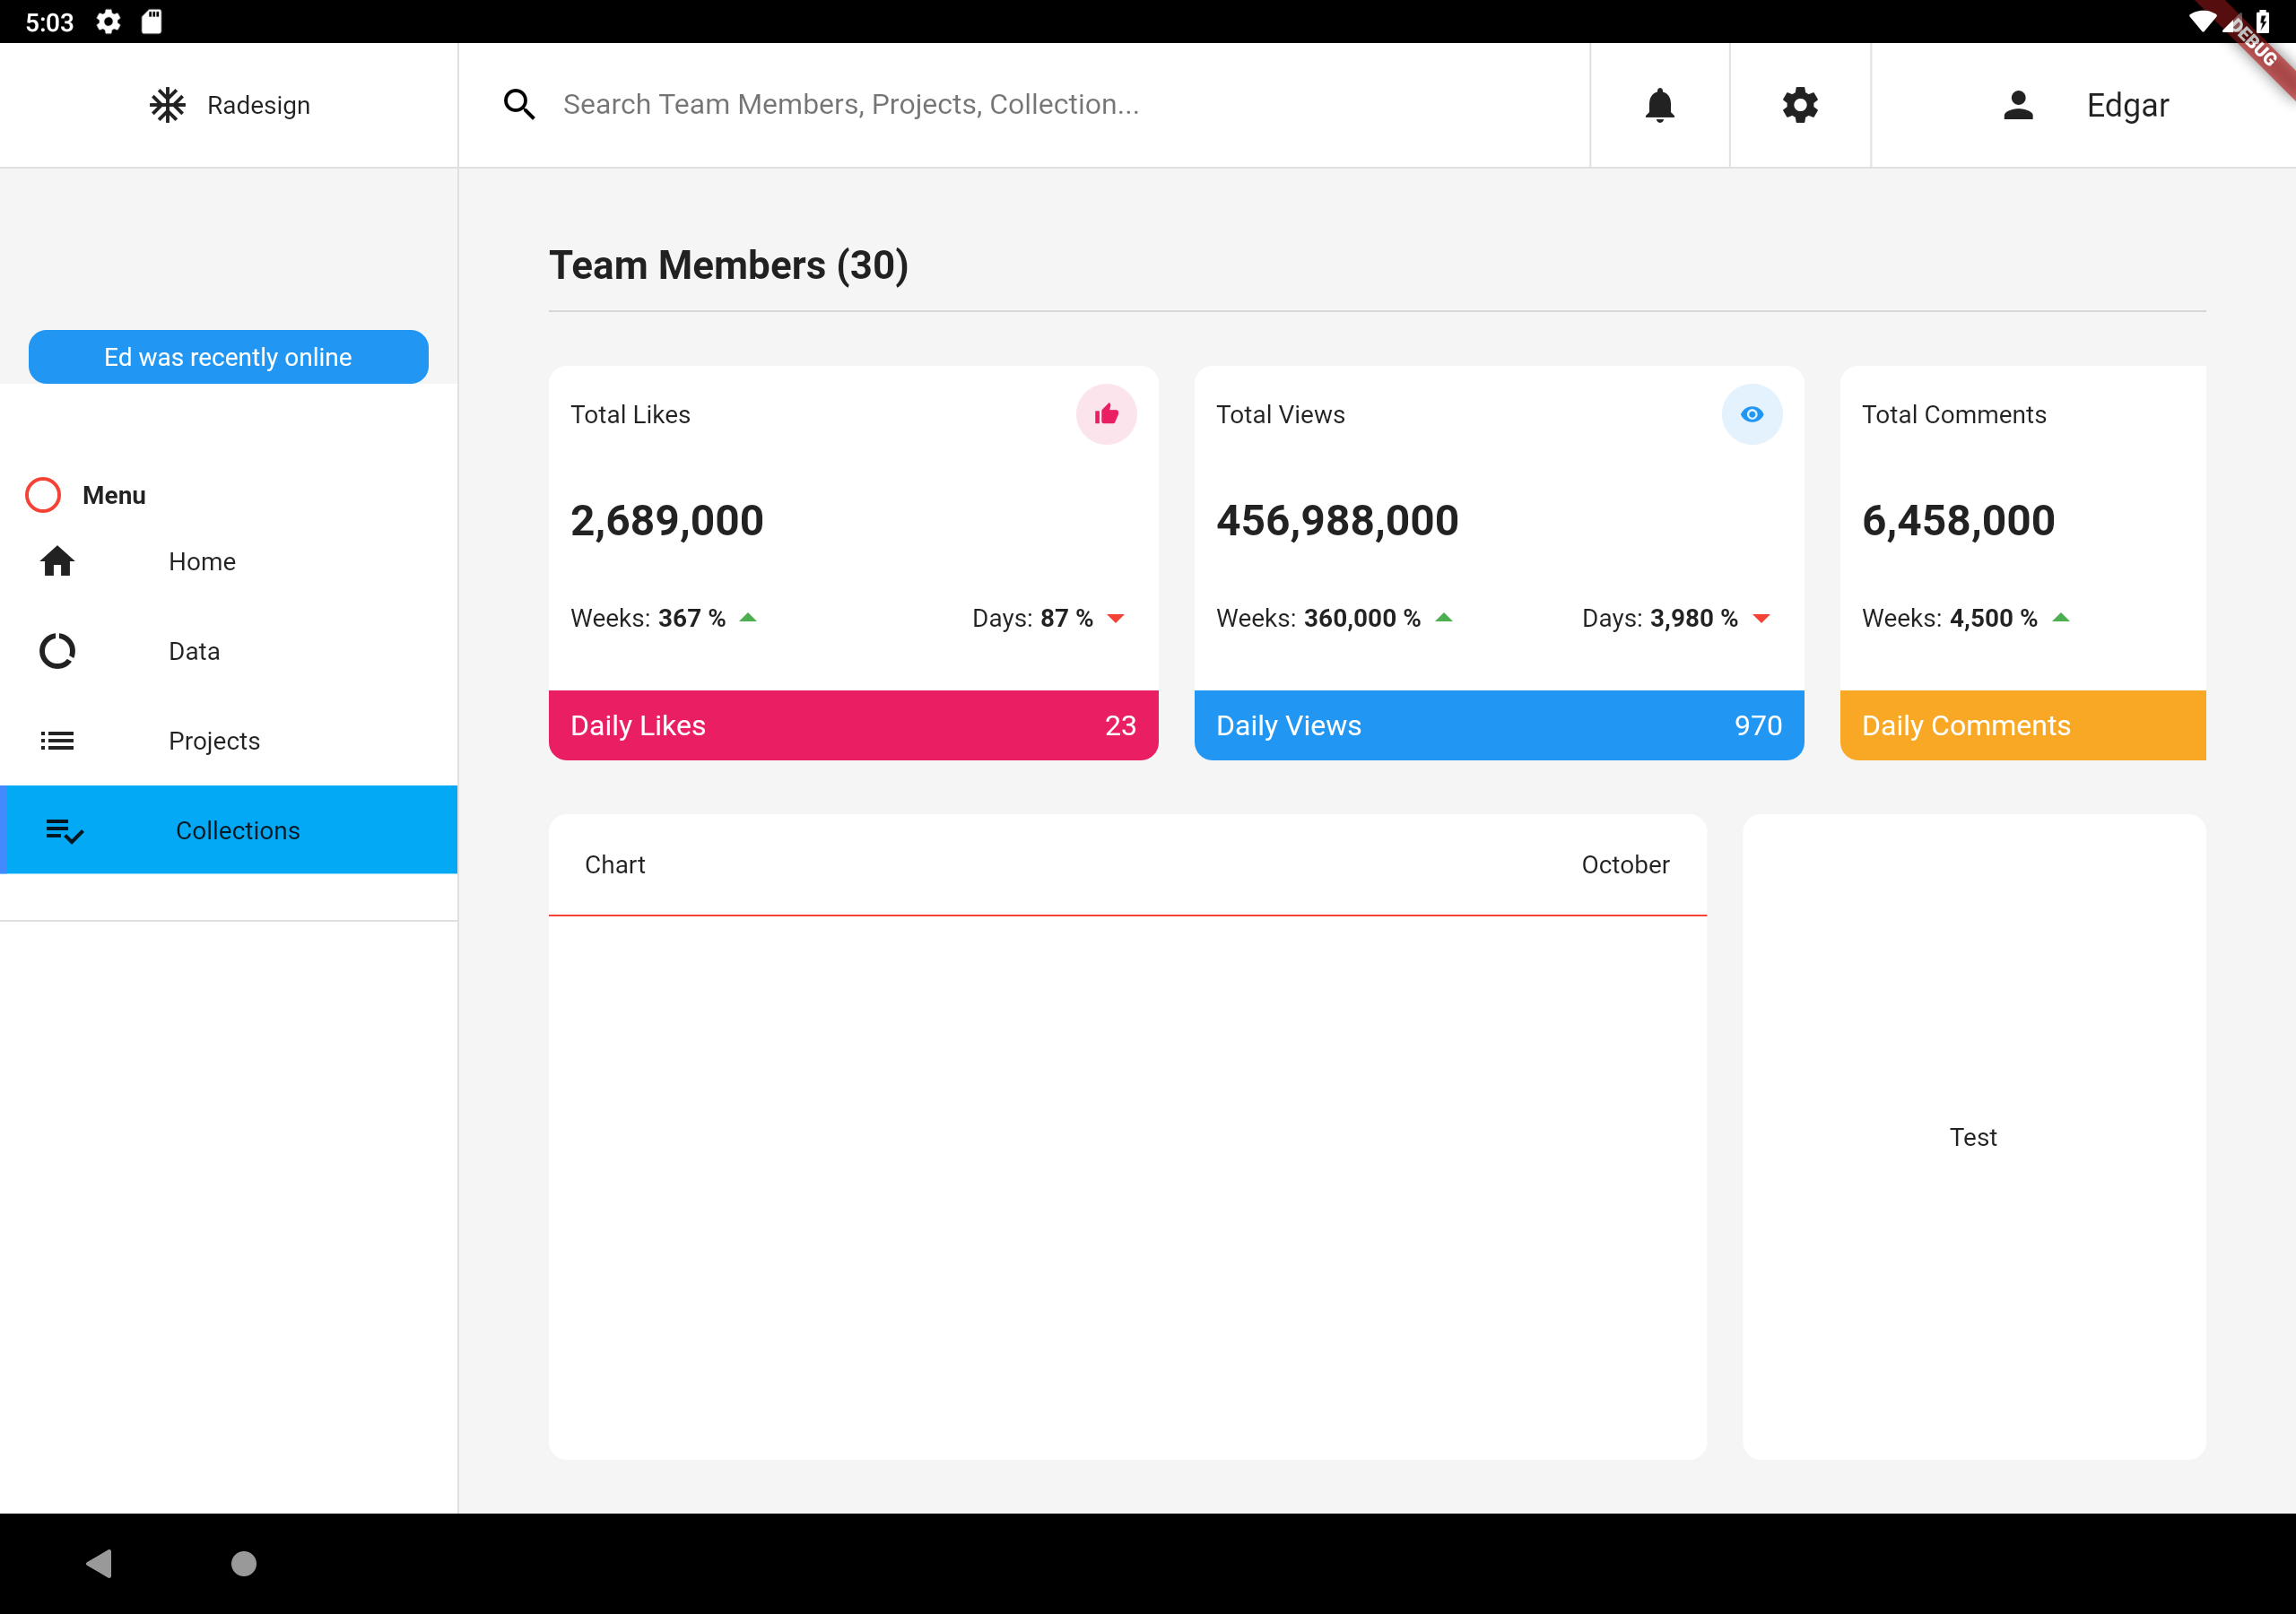 5:03
DEBUG
Radesign
Search Team Members, Projects, Collection...
Edgar
Team Members (30)
Ed was recently online
Menu
Home
Data
Projects
Collections
Total Likes
2,689,000
Weeks: 367 %
Days: 87 %
Daily Likes
23
Total Views
456,988,000
Weeks: 360,000 %
Days: 3,980 %
Daily Views
970
Total Comments
6,458,000
Weeks: 4,500 %
Daily Comments
Chart
October
Test